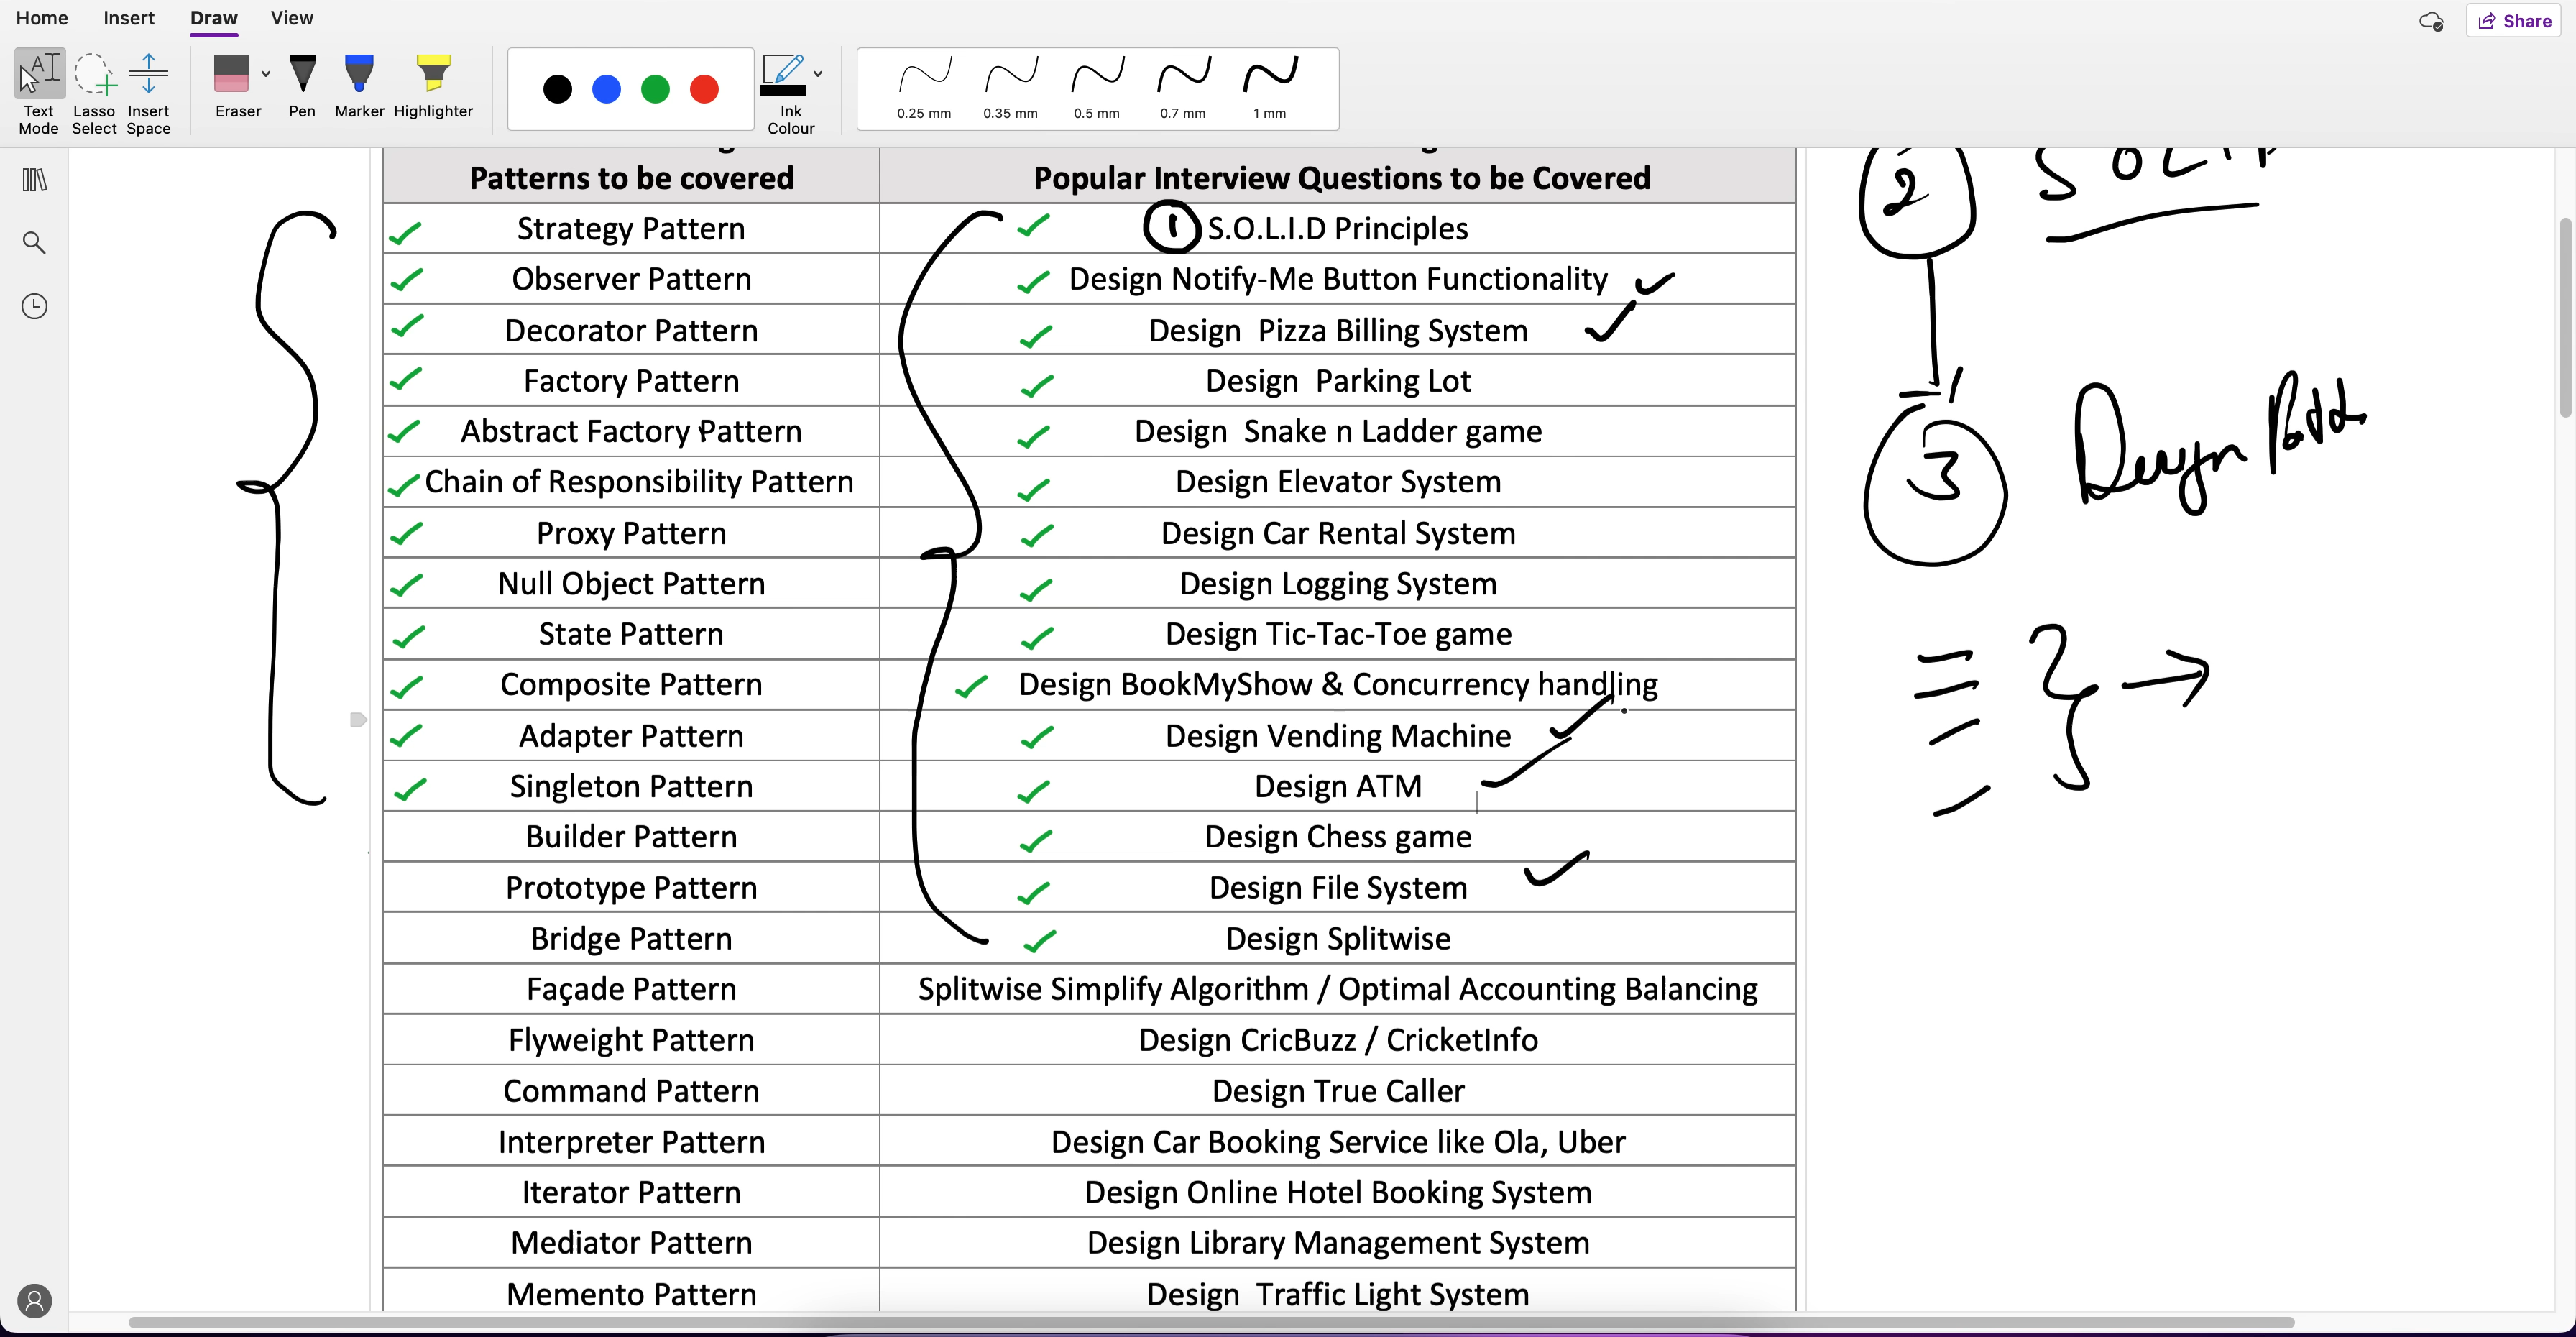 Home Insert Draw View
Share
Text Mode
Lasso Select
Insert Space
Eraser
Pen
Marker
Highlighter
Ink Colour
0.25 mm
0.35 mm
0.5 mm
0.7 mm
1 mm
Patterns to be covered
Popular Interview Questions to be Covered
Strategy Pattern
1 S.O.L.I.D Principles
Observer Pattern
Design Notify-Me Button Functionality
Decorator Pattern
Design Pizza Billing System
Factory Pattern
Design Parking Lot
Abstract Factory Pattern
Design Snake n Ladder game
Chain of Responsibility Pattern
Design Elevator System
Proxy Pattern
Design Car Rental System
Null Object Pattern
Design Logging System
State Pattern
Design Tic-Tac-Toe game
Composite Pattern
Design BookMyShow & Concurrency handling
Adapter Pattern
Design Vending Machine
Singleton Pattern
Design ATM
Builder Pattern
Design Chess game
Prototype Pattern
Design File System
Bridge Pattern
Design Splitwise
Façade Pattern
Splitwise Simplify Algorithm / Optimal Accounting Balancing
Flyweight Pattern
Design CricBuzz / CricketInfo
Command Pattern
Design True Caller
Interpreter Pattern
Design Car Booking Service like Ola, Uber
Iterator Pattern
Design Online Hotel Booking System
Mediator Pattern
Design Library Management System
Memento Pattern
Design Traffic Light System
2 SOLID
3 Design